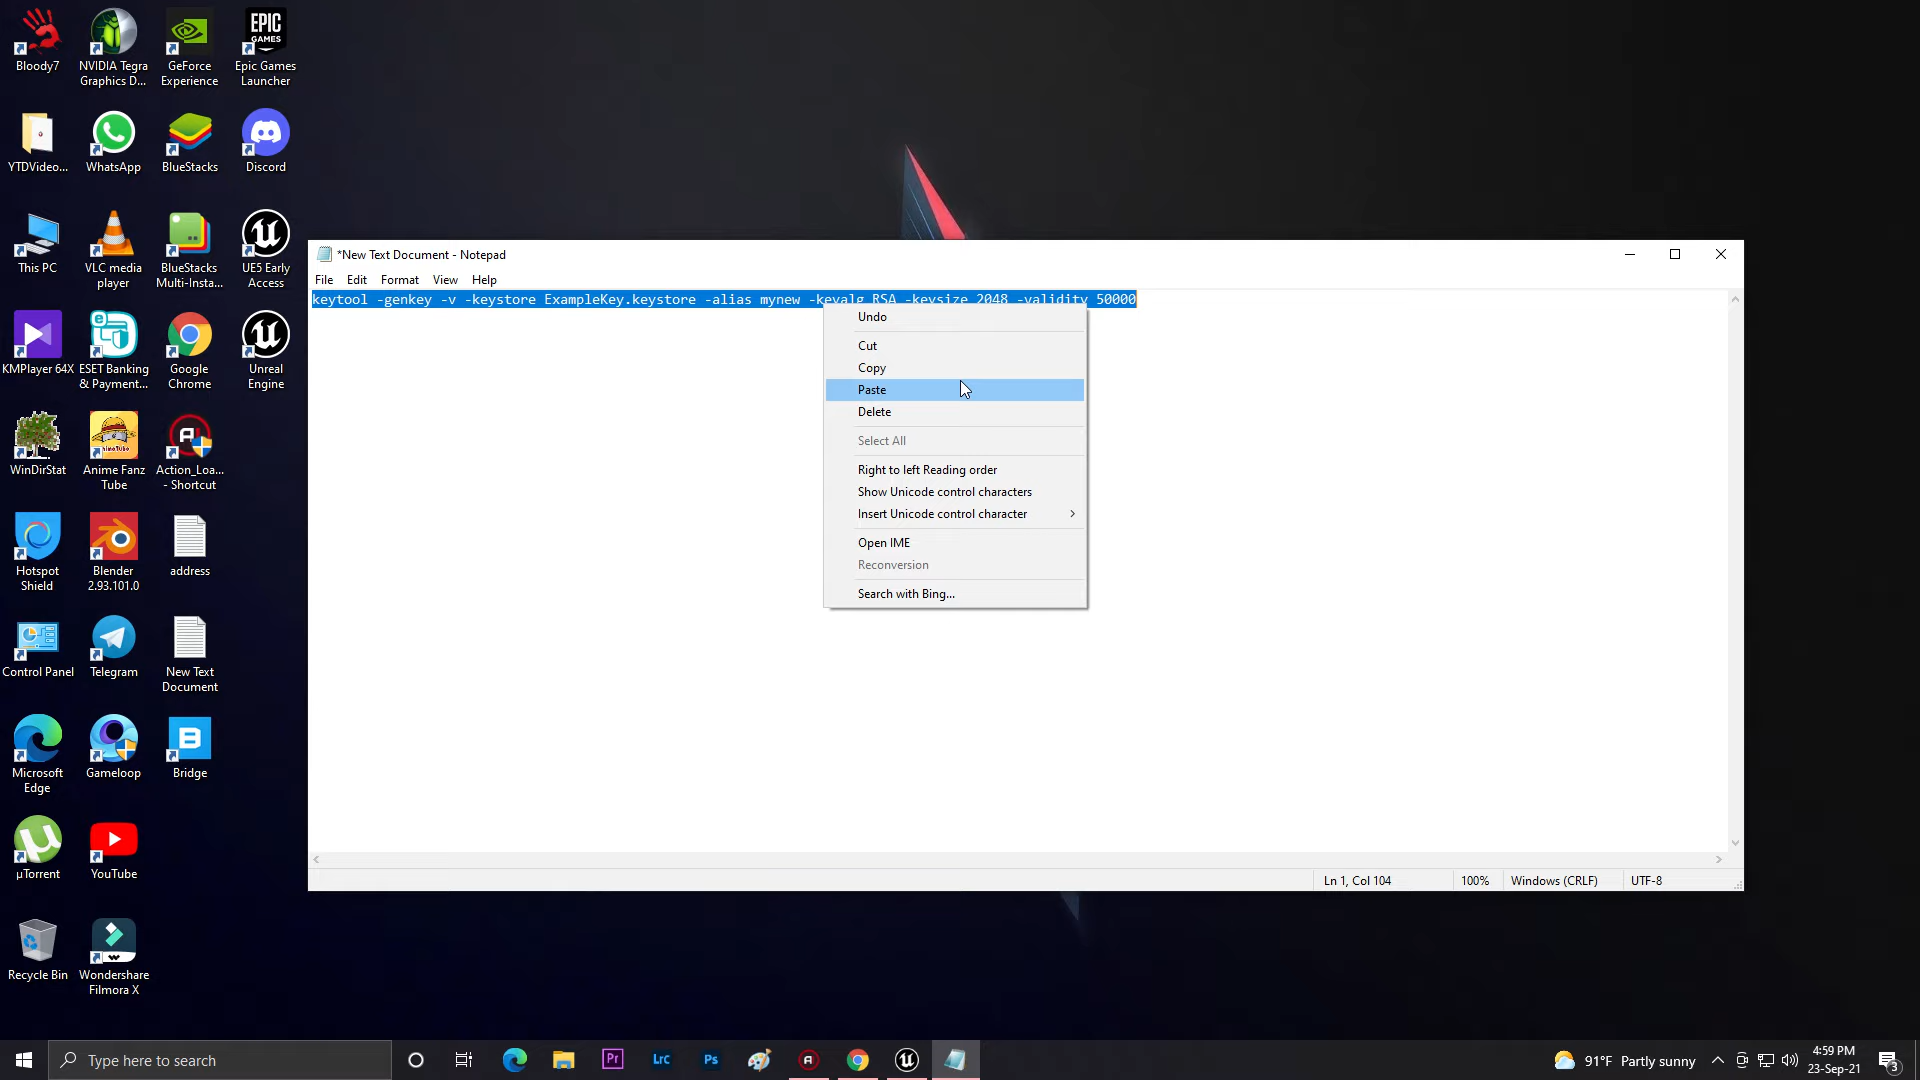 Bloody7
NVIDIA Tegra
Graphics D...
GeForce
Experience
EPIC
GAMES
Epic Games
Launcher
YTDVideo...
WhatsApp
BlueStacks
Discord
This PC
VLC media
player
BlueStacks
Multi-Insta...
UE5 Early
Access
KMPlayer 64X
ESET Banking
& Payment...
Google
Chrome
Unreal
Engine
WinDirStat
Anime Fanz
Tube
Action_Loa...
- Shortcut
Hotspot
Shield
Blender
2.93.101.0
address
Control Panel
Telegram
New Text
Document
Microsoft
Edge
Gameloop
B
Bridge
µTorrent
YouTube
Recycle Bin
Wondershare
Filmora X
*New Text Document - Notepad
File Edit Format View Help
keytool -genkey -v -keystore ExampleKey.keystore -alias mynew -keyalg RSA -keysize 2048 -validity 50000
Undo
Cut
Copy
Paste
Delete
Select All
Right to left Reading order
Show Unicode control characters
Insert Unicode control character
Open IME
Reconversion
Search with Bing...
Ln 1, Col 104
100%
Windows (CRLF)
UTF-8
Type here to search
Pr
Lrc
Ps
91°F Partly sunny
4:59 PM
23-Sep-21
3